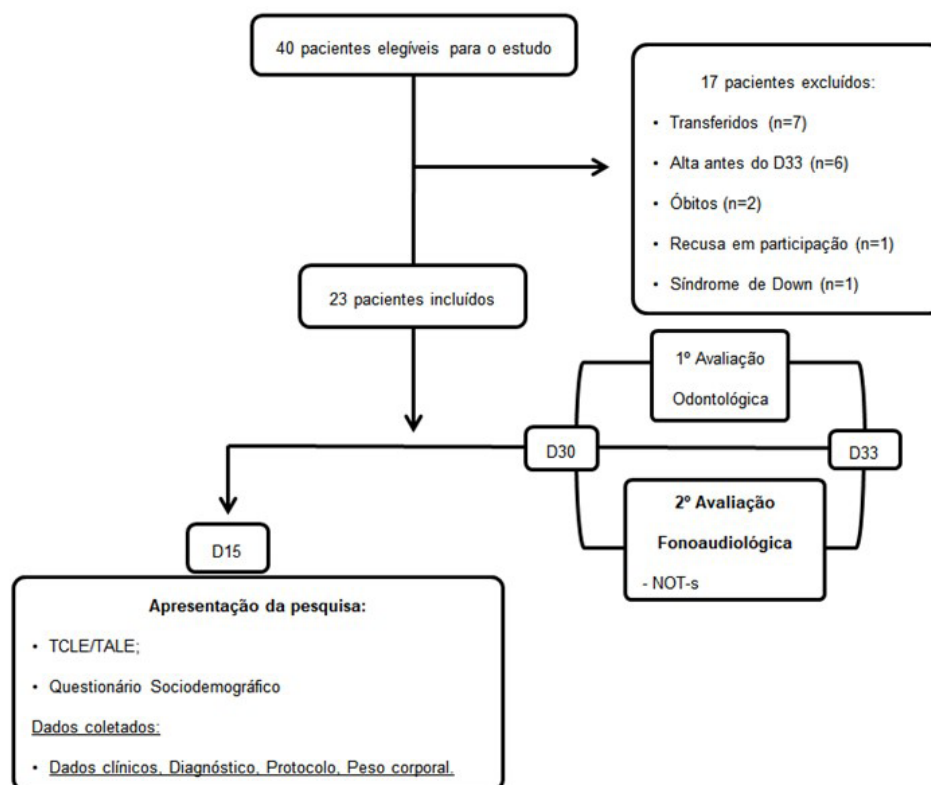 40 pacientes elegíveis para o estudo
17 pacientes excluídos:
• Transferidos (n=7)
• Alta antes do D33 (n=6)
• Óbitos (n=2)
• Recusa em participação (n=1)
• Síndrome de Down (n=1)
23 pacientes incluídos
1º Avaliação
Odontológica
D30
D33
2º Avaliação
Fonoaudiológica
- NOT-s
D15
Apresentação da pesquisa:
• TCLE/TALE;
• Questionário Sociodemográfico
Dados coletados:
• Dados clínicos, Diagnóstico, Protocolo, Peso corporal.